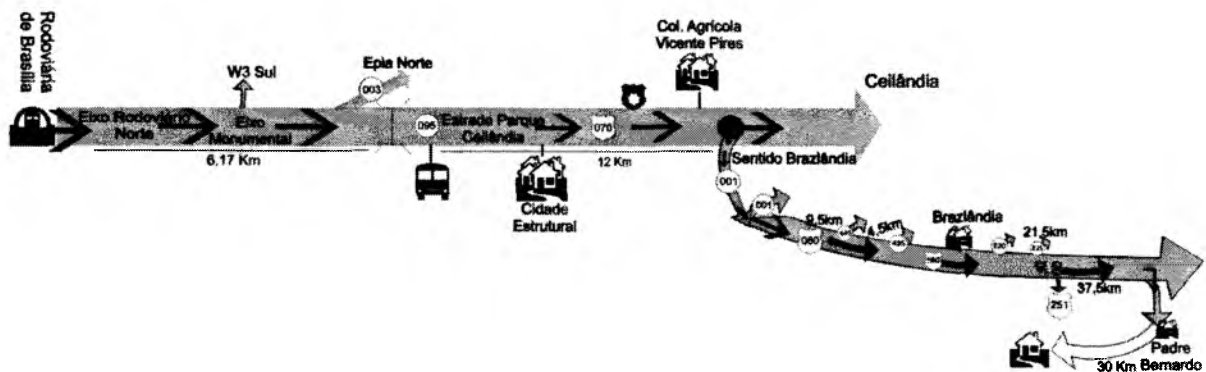 Rodoviária
de Brasília
W3 Sul
Epia Norte
003
Col. Agrícola
Vicente Pires
Ceilândia
Eixo Rodoviário
Norte
Eixo
Monumental
095
Estrada Parque
Ceilândia
070
6,17 Km
12 Km
Cidade
Estrutural
Sentido Brazlândia
001
001
9,5km
4,5km
080
Brazlândia
21,5km
37,5km
251
Padre
Bernardo
30 Km